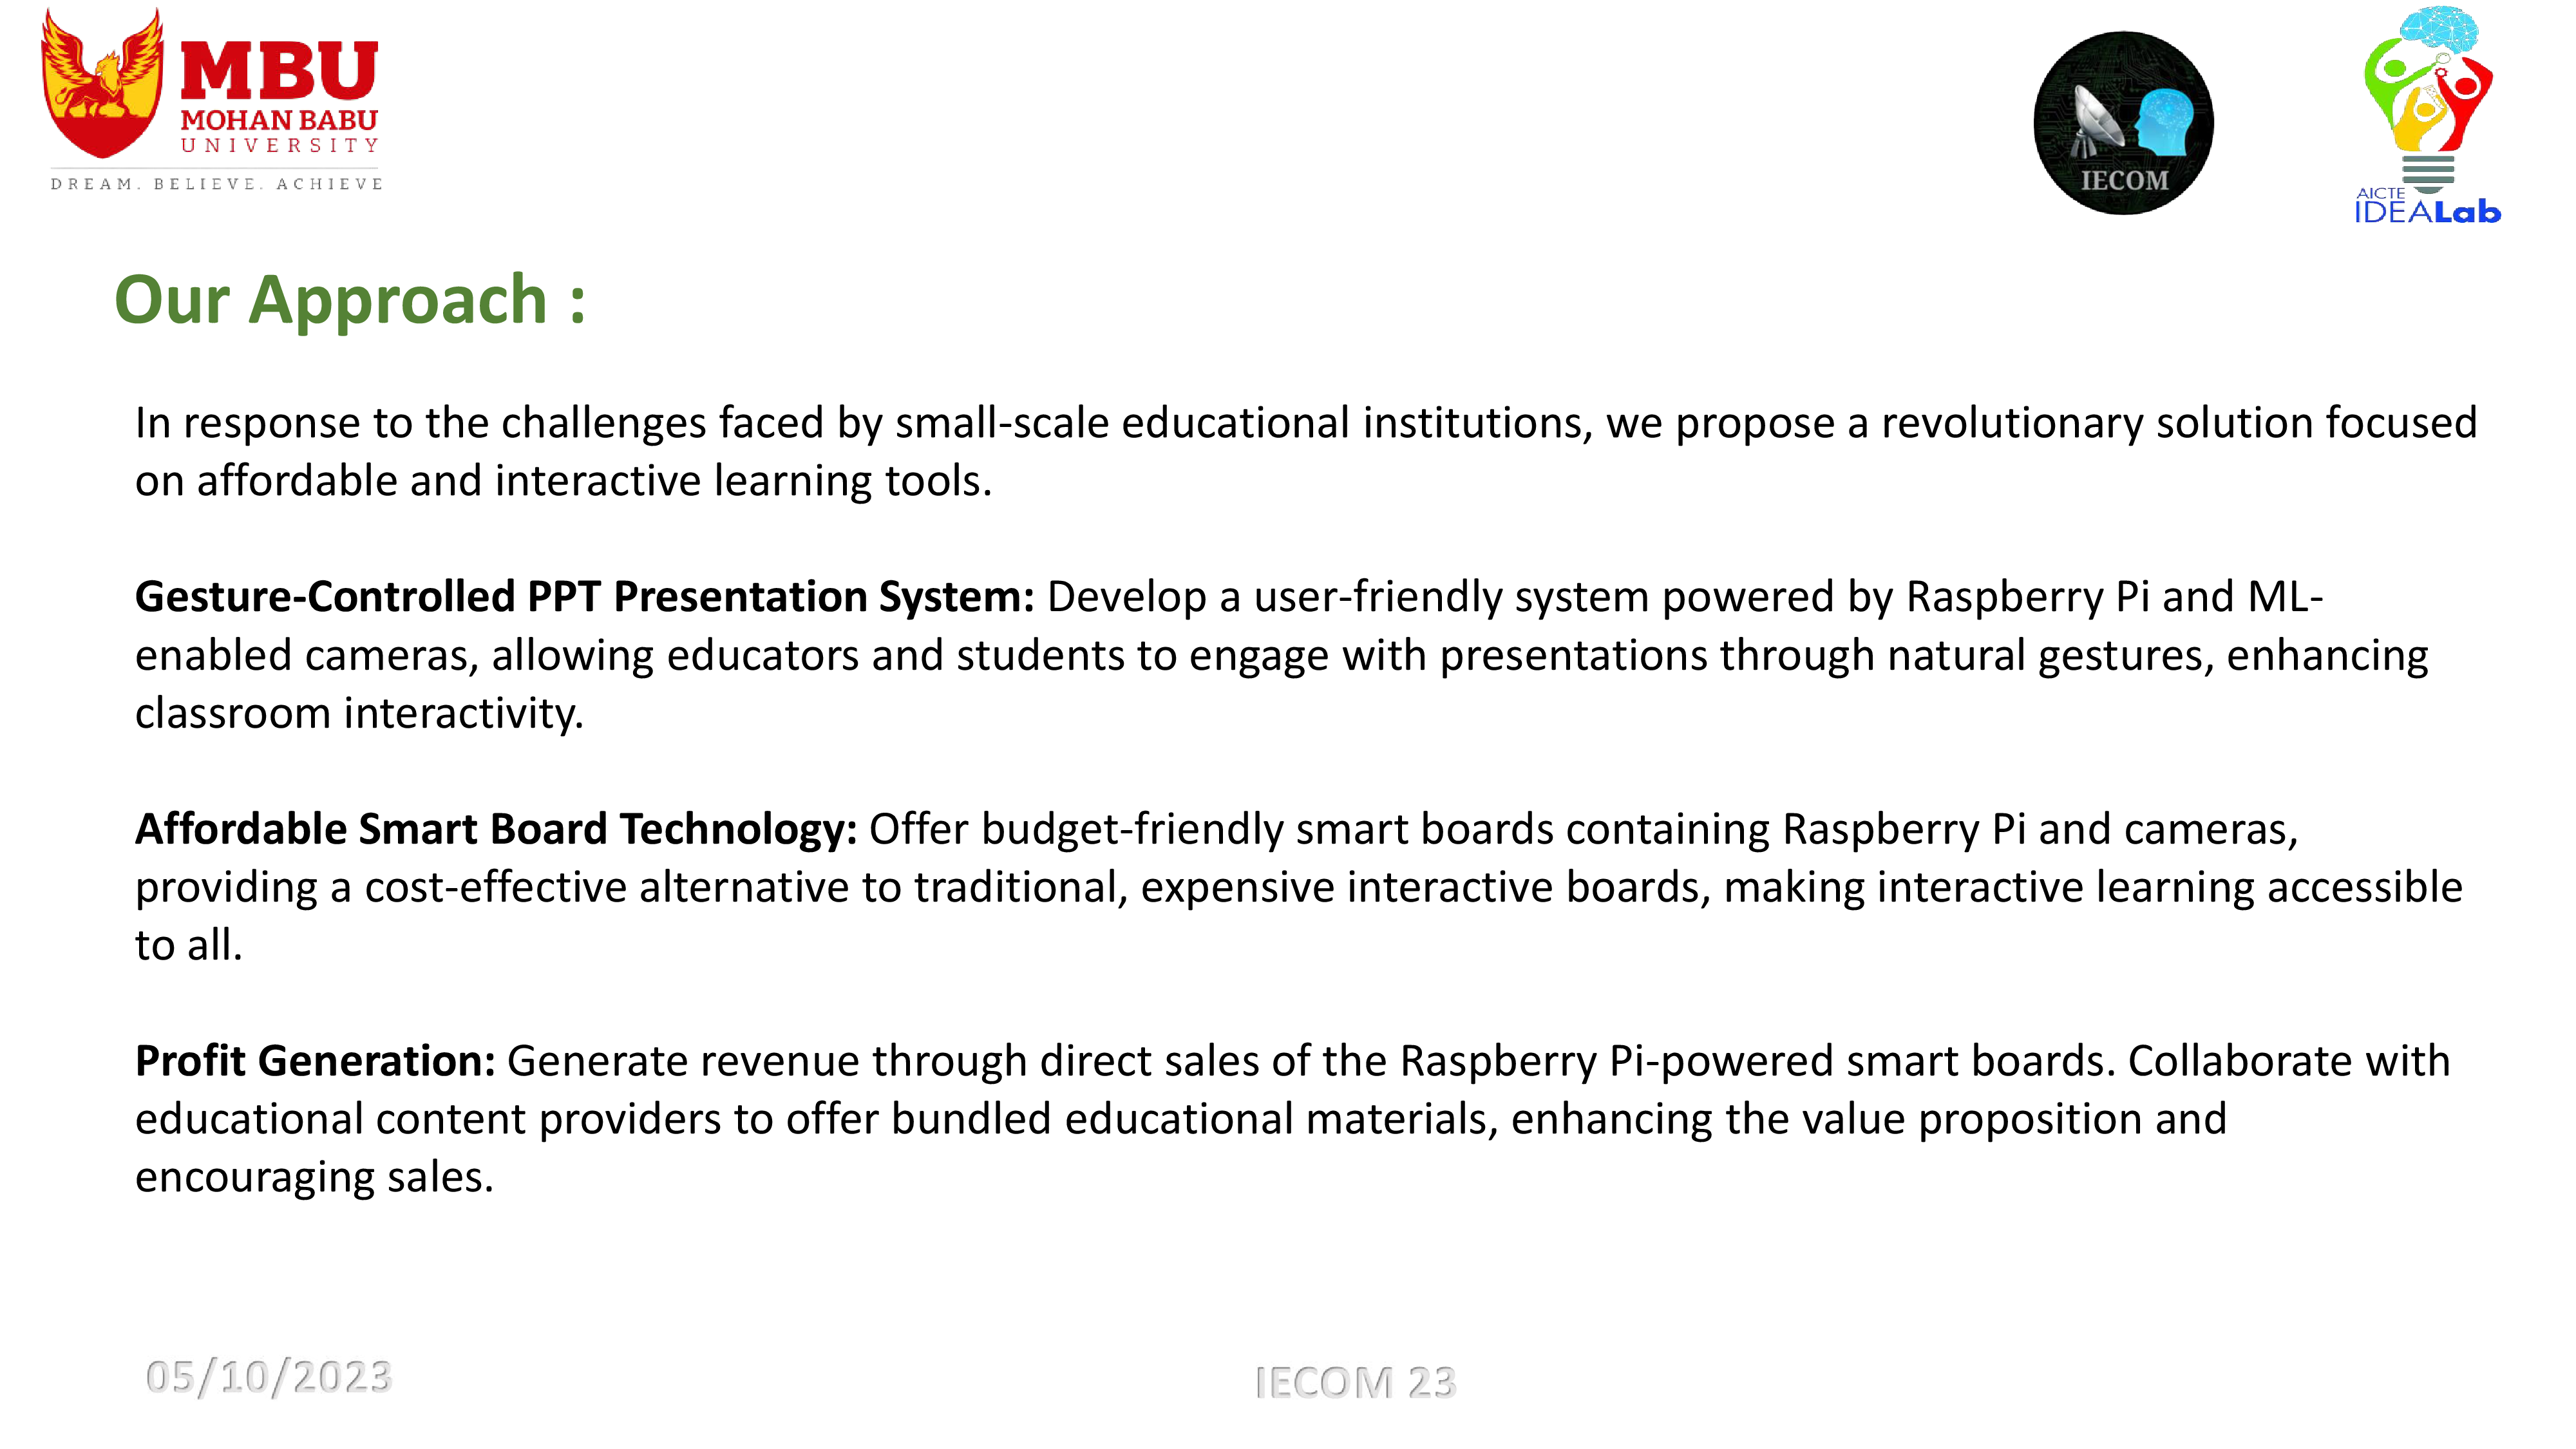 MBU
MOHAN BABU
UNIVERSITY
DREAM. BELIEVE. ACHIEVE
IECOM
AICTE
IDEALab
Our Approach :
In response to the challenges faced by small-scale educational institutions, we propose a revolutionary solution focused
on affordable and interactive learning tools.
Gesture-Controlled PPT Presentation System: Develop a user-friendly system powered by Raspberry Pi and ML-
enabled cameras, allowing educators and students to engage with presentations through natural gestures, enhancing
classroom interactivity.
Affordable Smart Board Technology: Offer budget-friendly smart boards containing Raspberry Pi and cameras,
providing a cost-effective alternative to traditional, expensive interactive boards, making interactive learning accessible
to all.
Profit Generation: Generate revenue through direct sales of the Raspberry Pi-powered smart boards. Collaborate with
educational content providers to offer bundled educational materials, enhancing the value proposition and
encouraging sales.
05/10/2023
IECOM 23